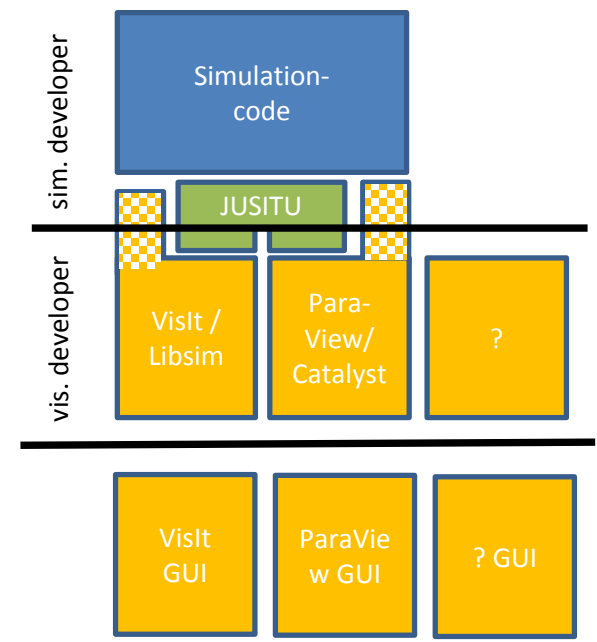 sim. developer
Simulation-
code
JUSITU
vis. developer
VisIt /
Libsim
Para-
View/
Catalyst
?
VisIt
GUI
ParaVie
w GUI
? GUI